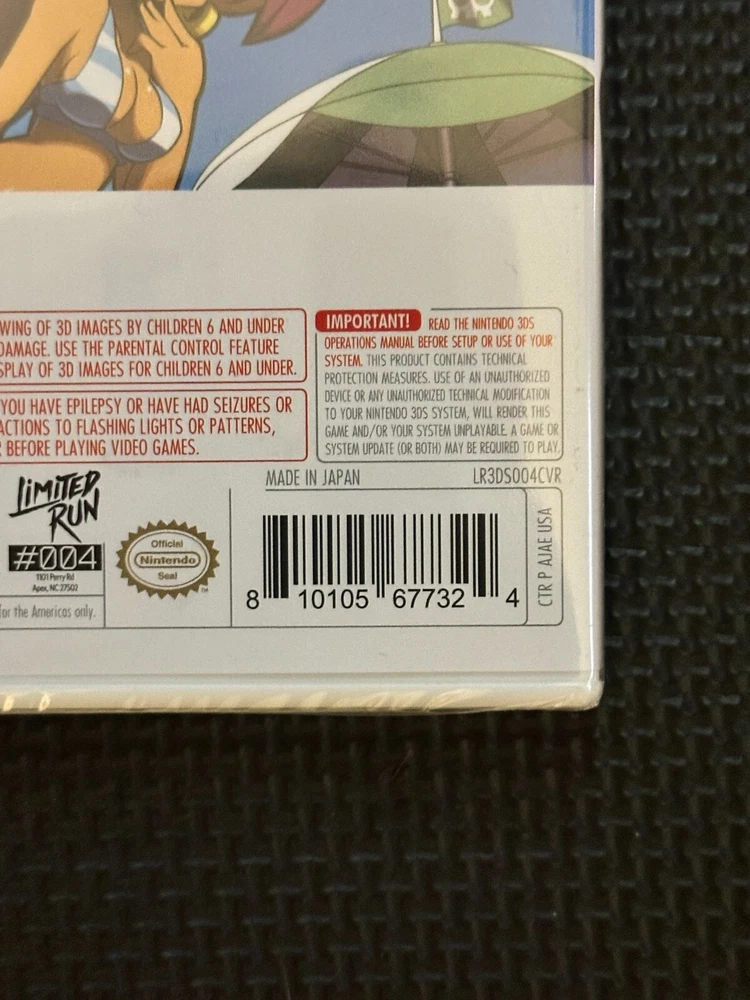 WING OF 3D IMAGES BY CHILDREN 6 AND UNDER
DAMAGE. USE THE PARENTAL CONTROL FEATURE
SPLAY OF 3D IMAGES FOR CHILDREN 6 AND UNDER.
YOU HAVE EPILEPSY OR HAVE HAD SEIZURES OR
ACTIONS TO FLASHING LIGHTS OR PATTERNS,
BEFORE PLAYING VIDEO GAMES.
IMPORTANT! READ THE NINTENDO 3DS
OPERATIONS MANUAL BEFORE SETUP OR USE OF YOUR
SYSTEM. THIS PRODUCT CONTAINS TECHNICAL
PROTECTION MEASURES. USE OF AN UNAUTHORIZED
DEVICE OR ANY UNAUTHORIZED TECHNICAL MODIFICATION
TO YOUR NINTENDO 3DS SYSTEM, WILL RENDER THIS
GAME AND/OR YOUR SYSTEM UNPLAYABLE. A GAME OR
SYSTEM UPDATE (OR BOTH) MAY BE REQUIRED TO PLAY.
LIMITED
RUN
#004
1101 Perry Rd
Apex, NC 27502
for the Americas only.
Official
Nintendo
Seal
TM
MADE IN JAPAN
LR3DS004CVR
8 10105 67732 4
CTR P AJAE USA